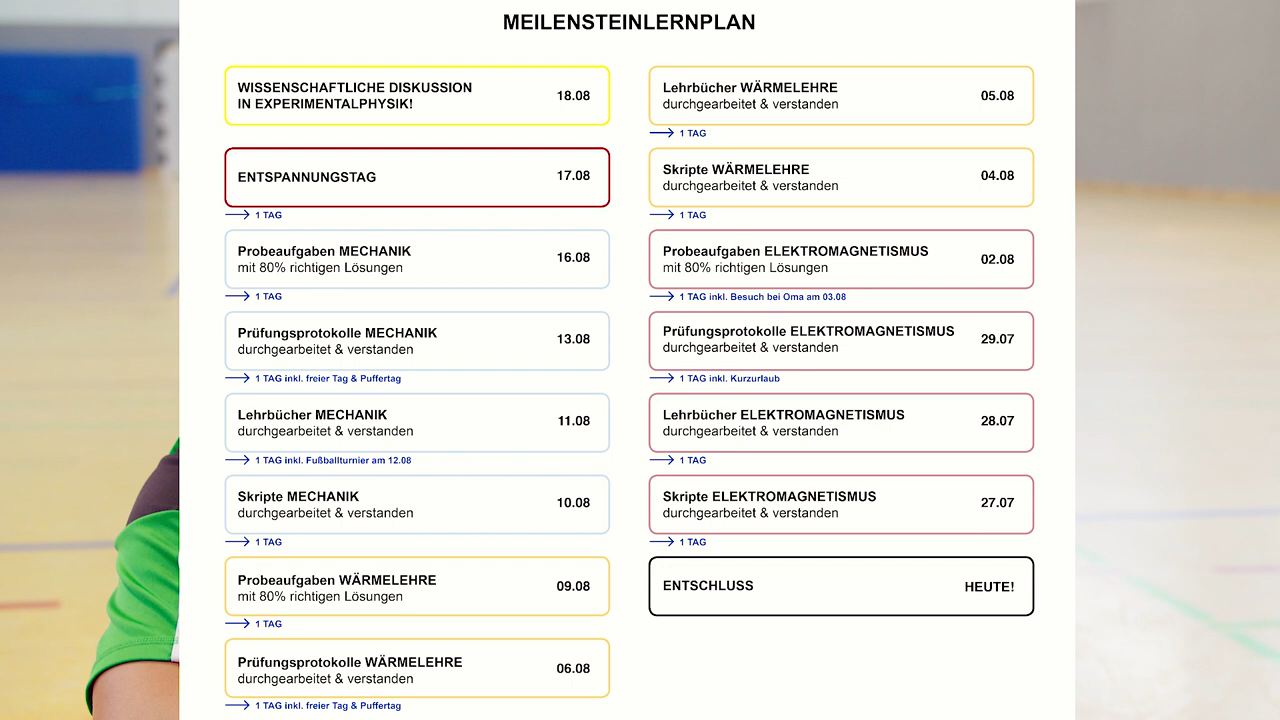 MEILENSTEINLERNPLAN
WISSENSCHAFTLICHE DISKUSSION
IN EXPERIMENTALPHYSIK!
18.08
ENTSPANNUNGSTAG
17.08
1 TAG
Probeaufgaben MECHANIK
mit 80% richtigen Lösungen
16.08
1 TAG
Prüfungsprotokolle MECHANIK
durchgearbeitet & verstanden
13.08
1 TAG inkl. freier Tag & Puffertag
Lehrbücher MECHANIK
durchgearbeitet & verstanden
11.08
1 TAG inkl. Fußballturnier am 12.08
Skripte MECHANIK
durchgearbeitet & verstanden
10.08
1 TAG
Probeaufgaben WÄRMELEHRE
mit 80% richtigen Lösungen
09.08
1 TAG
Prüfungsprotokolle WÄRMELEHRE
durchgearbeitet & verstanden
06.08
1 TAG inkl. freier Tag & Puffertag
Lehrbücher WÄRMELEHRE
durchgearbeitet & verstanden
05.08
1 TAG
Skripte WÄRMELEHRE
durchgearbeitet & verstanden
04.08
1 TAG
Probeaufgaben ELEKTROMAGNETISMUS
mit 80% richtigen Lösungen
02.08
1 TAG inkl. Besuch bei Oma am 03.08
Prüfungsprotokolle ELEKTROMAGNETISMUS
durchgearbeitet & verstanden
29.07
1 TAG inkl. Kurzurlaub
Lehrbücher ELEKTROMAGNETISMUS
durchgearbeitet & verstanden
28.07
1 TAG
Skripte ELEKTROMAGNETISMUS
durchgearbeitet & verstanden
27.07
1 TAG
ENTSCHLUSS
HEUTE!